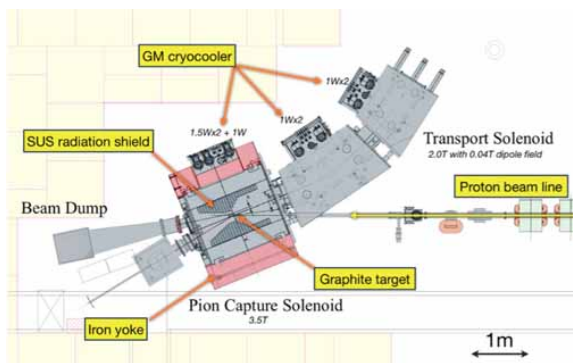 GM cryocooler
1Wx2
1Wx2
1.5Wx2 + 1W
SUS radiation shield
Transport Solenoid
2.0T with 0.04T dipole field
Proton beam line
Beam Dump
Graphite target
Pion Capture Solenoid
3.5T
Iron yoke
1m